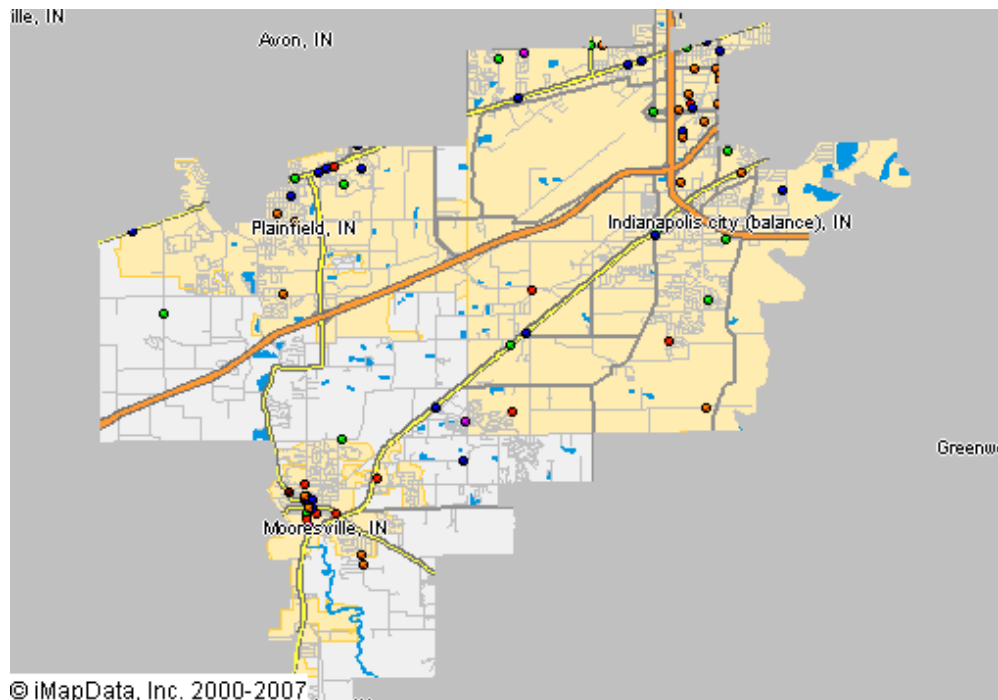 ille, IN
Avon, IN
Plainfield, IN
Indianapolis city (balance), IN
Greenw
Mooresville, IN
© iMapData, Inc. 2000-2007